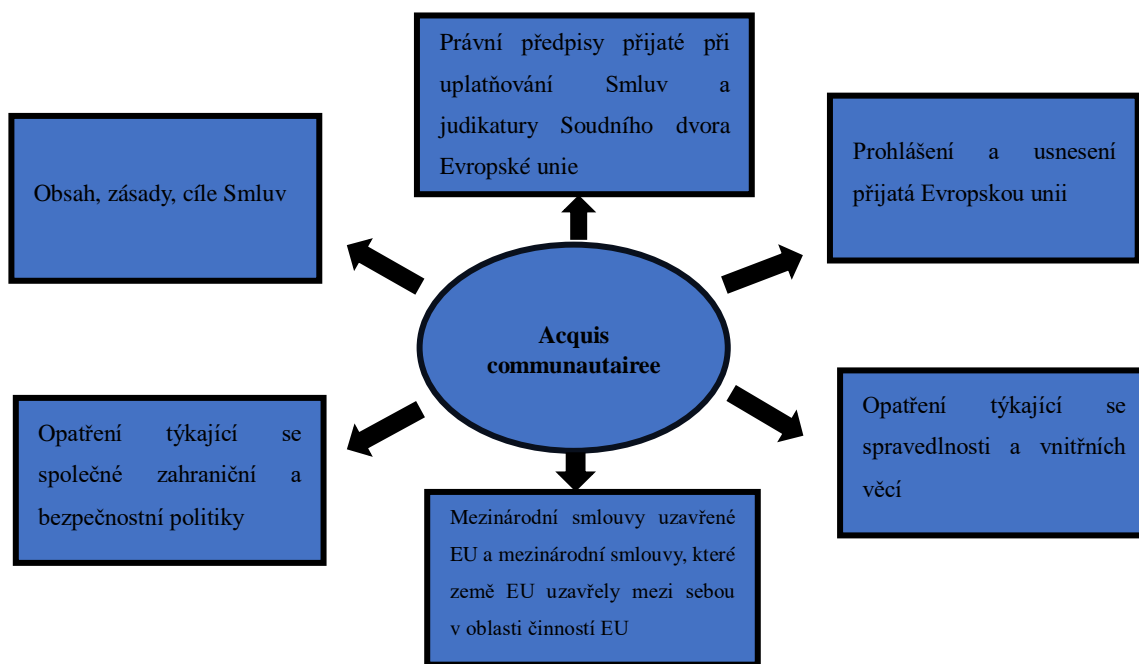 Právní předpisy přijaté při
uplatňování Smluv a
judikatury Soudního dvora
Evropské unie
Obsah, zásady, cíle Smluv
Prohlášení a usnesení
přijatá Evropskou unii
Acquis
communautairee
Opatření týkající se
společné zahraniční a
bezpečnostní politiky
Opatření týkající se
spravedlnosti a vnitřních
věcí
Mezinárodní smlouvy uzavřené
EU a mezinárodní smlouvy, které
země EU uzavřely mezi sebou
v oblasti činností EU